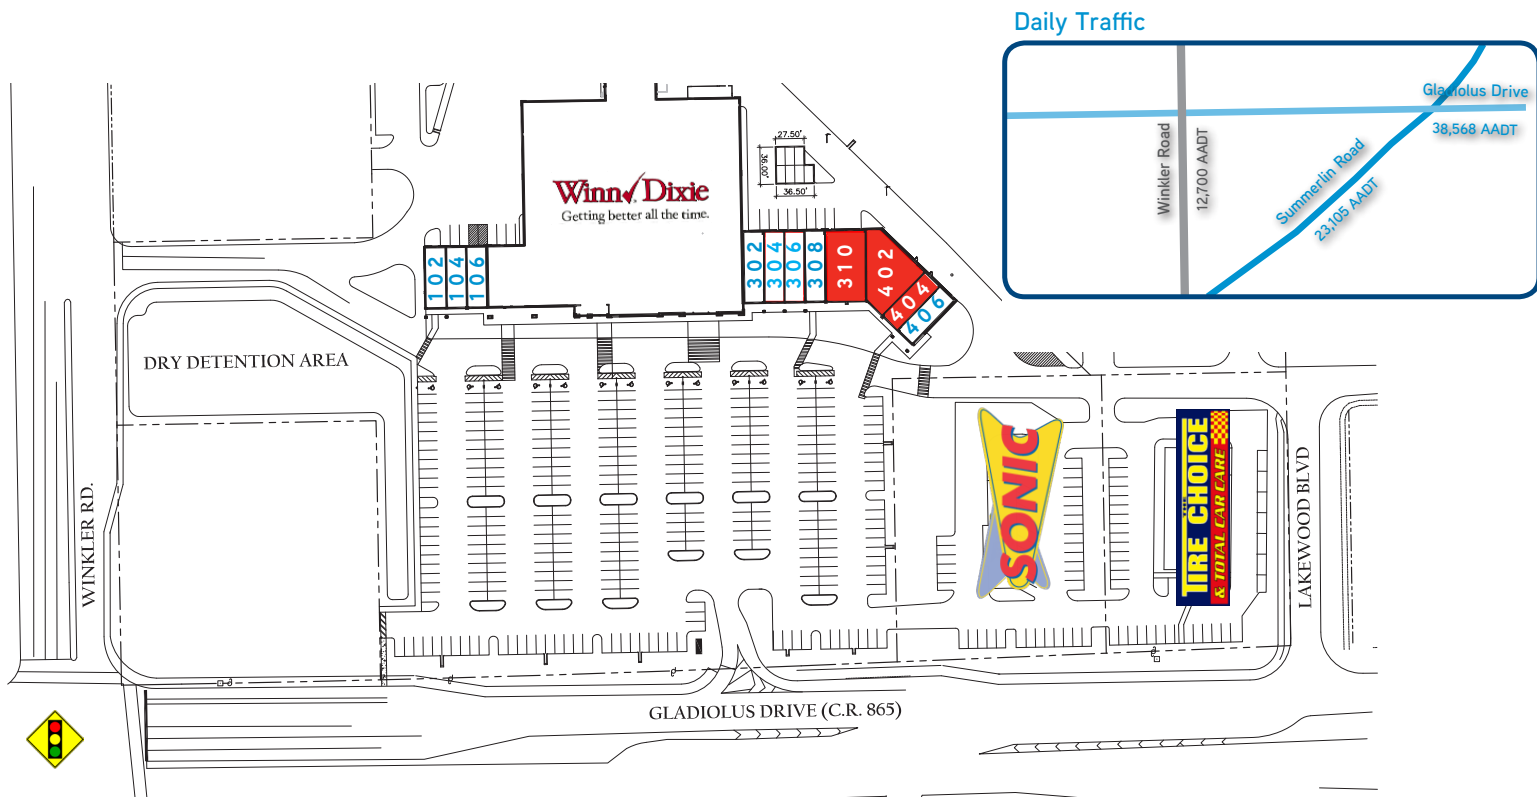 Daily Traffic
Gladiolus Drive
38,568 AADT
Winkler Road
12,700 AADT
Summerlin Road
23,105 AADT
27.50'
36.00'
36.50'
Winn Dixie
Getting better all the time.
102
104
106
302
304
306
308
310
402
404
406
DRY DETENTION AREA
WINKLER RD.
SONIC
THE
TIRE CHOICE
& TOTAL CAR CARE
LAKEWOOD BLVD
GLADIOLUS DRIVE (C.R. 865)